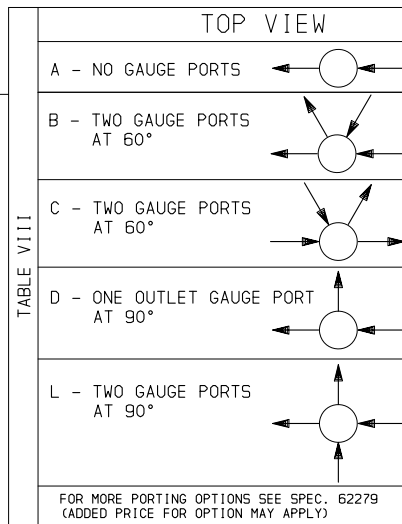 TOP VIEW
A - NO GAUGE PORTS
B - TWO GAUGE PORTS
AT 60°
C - TWO GAUGE PORTS
AT 60°
D - ONE OUTLET GAUGE PORT
AT 90°
L - TWO GAUGE PORTS
AT 90°
TABLE VIII
FOR MORE PORTING OPTIONS SEE SPEC. 62279
(ADDED PRICE FOR OPTION MAY APPLY)